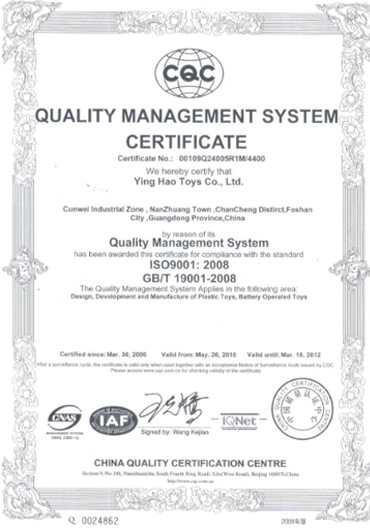 CQC
QUALITY MANAGEMENT SYSTEM
CERTIFICATE
Certificate No.: 00109Q24005R1M/4400
We hereby certify that
Ying Hao Toys Co., Ltd.
Cunwei Industrial Zone , NanZhuang Town ,ChanCheng Distirct,Foshan
City ,Guangdong Province,China
by reason of its
Quality Management System
has been awarded this certificate for compliance with the standard
ISO9001: 2008
GB/T 19001-2008
The Quality Management System Applies in the following area:
Design, Development and Manufacture of Plastic Toys, Battery Operated Toys
Certified since: Mar. 30, 2006 Valid from: May. 26, 2010 Valid until: Mar. 18, 2012
After a surveillance cycle, the certificate is valid only when used together with an Acceptance Notice of Surveillance Audit issued by CQC.
Please access www.cqc.com.cn for checking validity of the certificate.
CNAS
IAF
IQNet
Signed by: Wang Kejiao
CHINA QUALITY CERTIFICATION CENTRE
Section 9, No.188, Nansihuanxilu South Fourth Ring Road) Xilu(West Road), Beijing 100070,China
http://www.cqc.com.cn
Q 0024862
2009年版